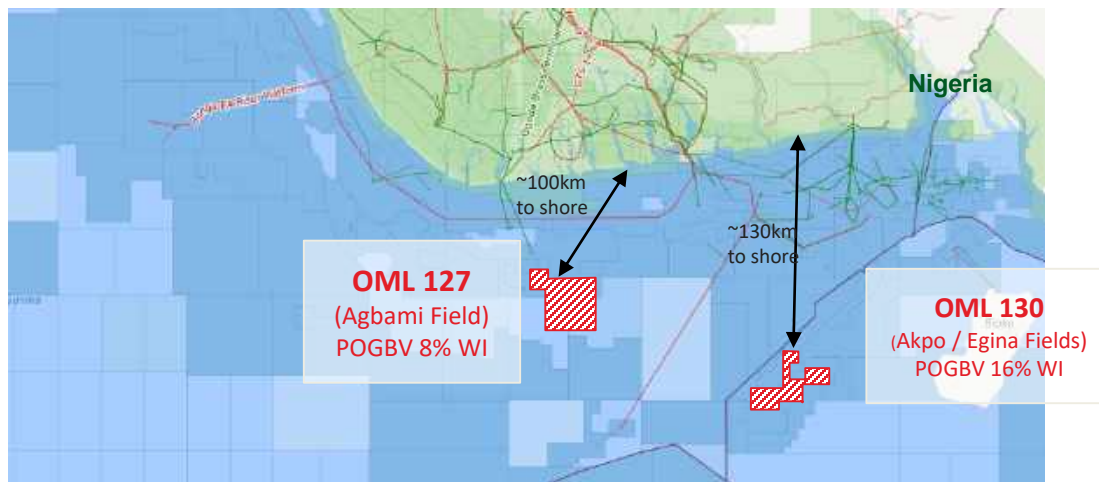 Nigeria
~100km
to shore
~130km
to shore
OML 127
(Agbami Field)
POGBV 8% WI
OML 130
(Akpo / Egina Fields)
POGBV 16% WI